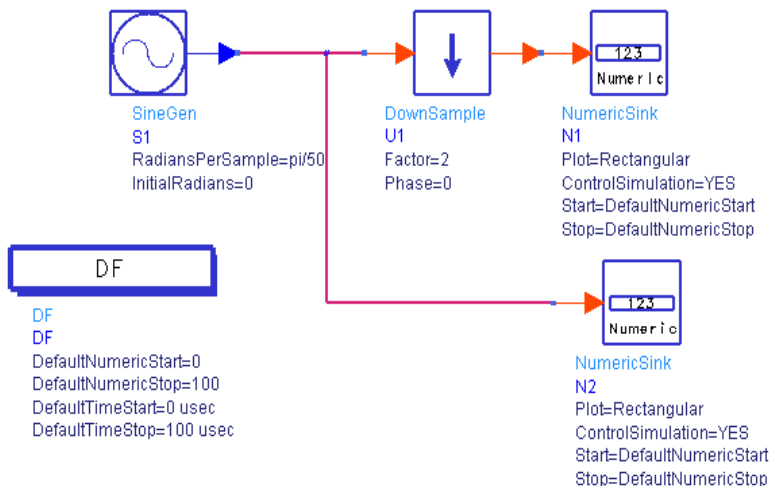 SineGen
S1
RadiansPerSample=pi/50
InitialRadians=0
DownSample
U1
Factor=2
Phase=0
123
Numeric
NumericSink
N1
Plot=Rectangular
ControlSimulation=YES
Start=DefaultNumericStart
Stop=DefaultNumericStop
DF
DF
DF
DefaultNumericStart=0
DefaultNumericStop=100
DefaultTimeStart=0 usec
DefaultTimeStop=100 usec
123
Numeric
NumericSink
N2
Plot=Rectangular
ControlSimulation=YES
Start=DefaultNumericStart
Stop=DefaultNumericStop